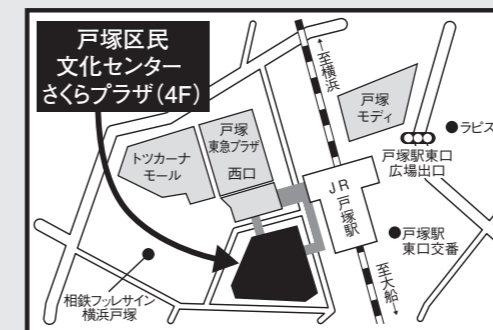 戸塚区民
文化センター
さくらプラザ(4F)
←至横浜
戸塚
モディ
●ラピス
戸塚駅東口
広場出口
戸塚
東急プラザ
西口
トツカーナ
モール
JR
戸塚駅
●戸塚駅
東口交番
至大船→
相鉄フレッサイン
横浜戸塚